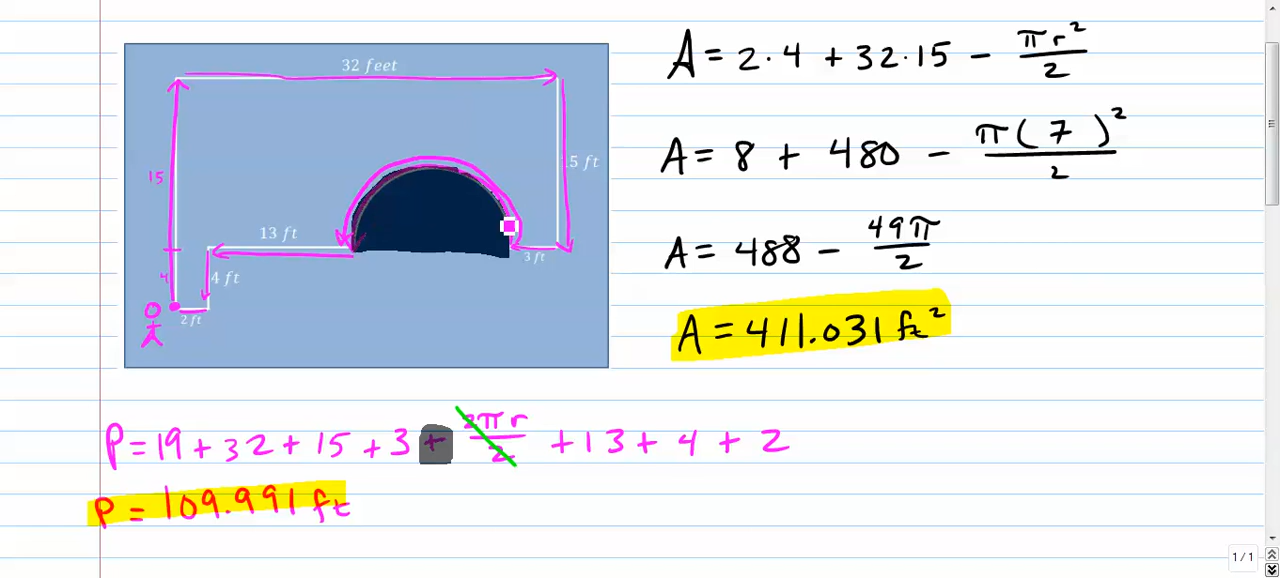 32 feet
15
5 ft
13 ft
3 ft
4
4 ft
2 ft
A = 2·4 + 32·15 − πr²/2
A = 8 + 480 − π(7)²/2
A = 488 − 49π/2
A = 411.031 ft²
P = 19 + 32 + 15 + 3 + 2πr/2 + 13 + 4 + 2
P = 109.991 ft
1/1